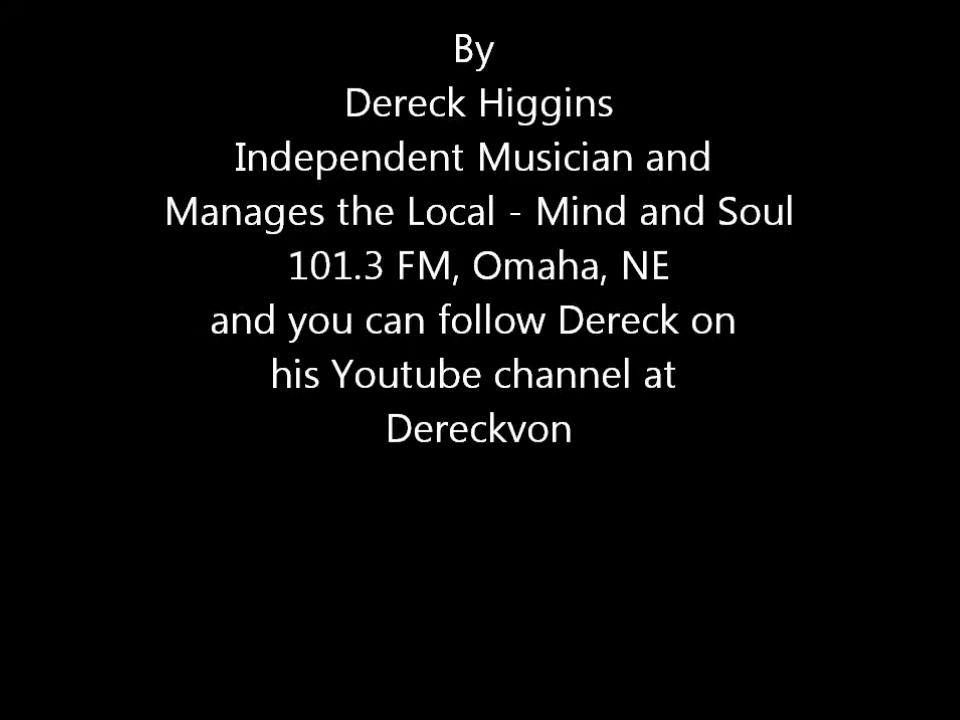 By
Dereck Higgins
Independent Musician and
Manages the Local - Mind and Soul
101.3 FM, Omaha, NE
and you can follow Dereck on
his Youtube channel at
Dereckvon